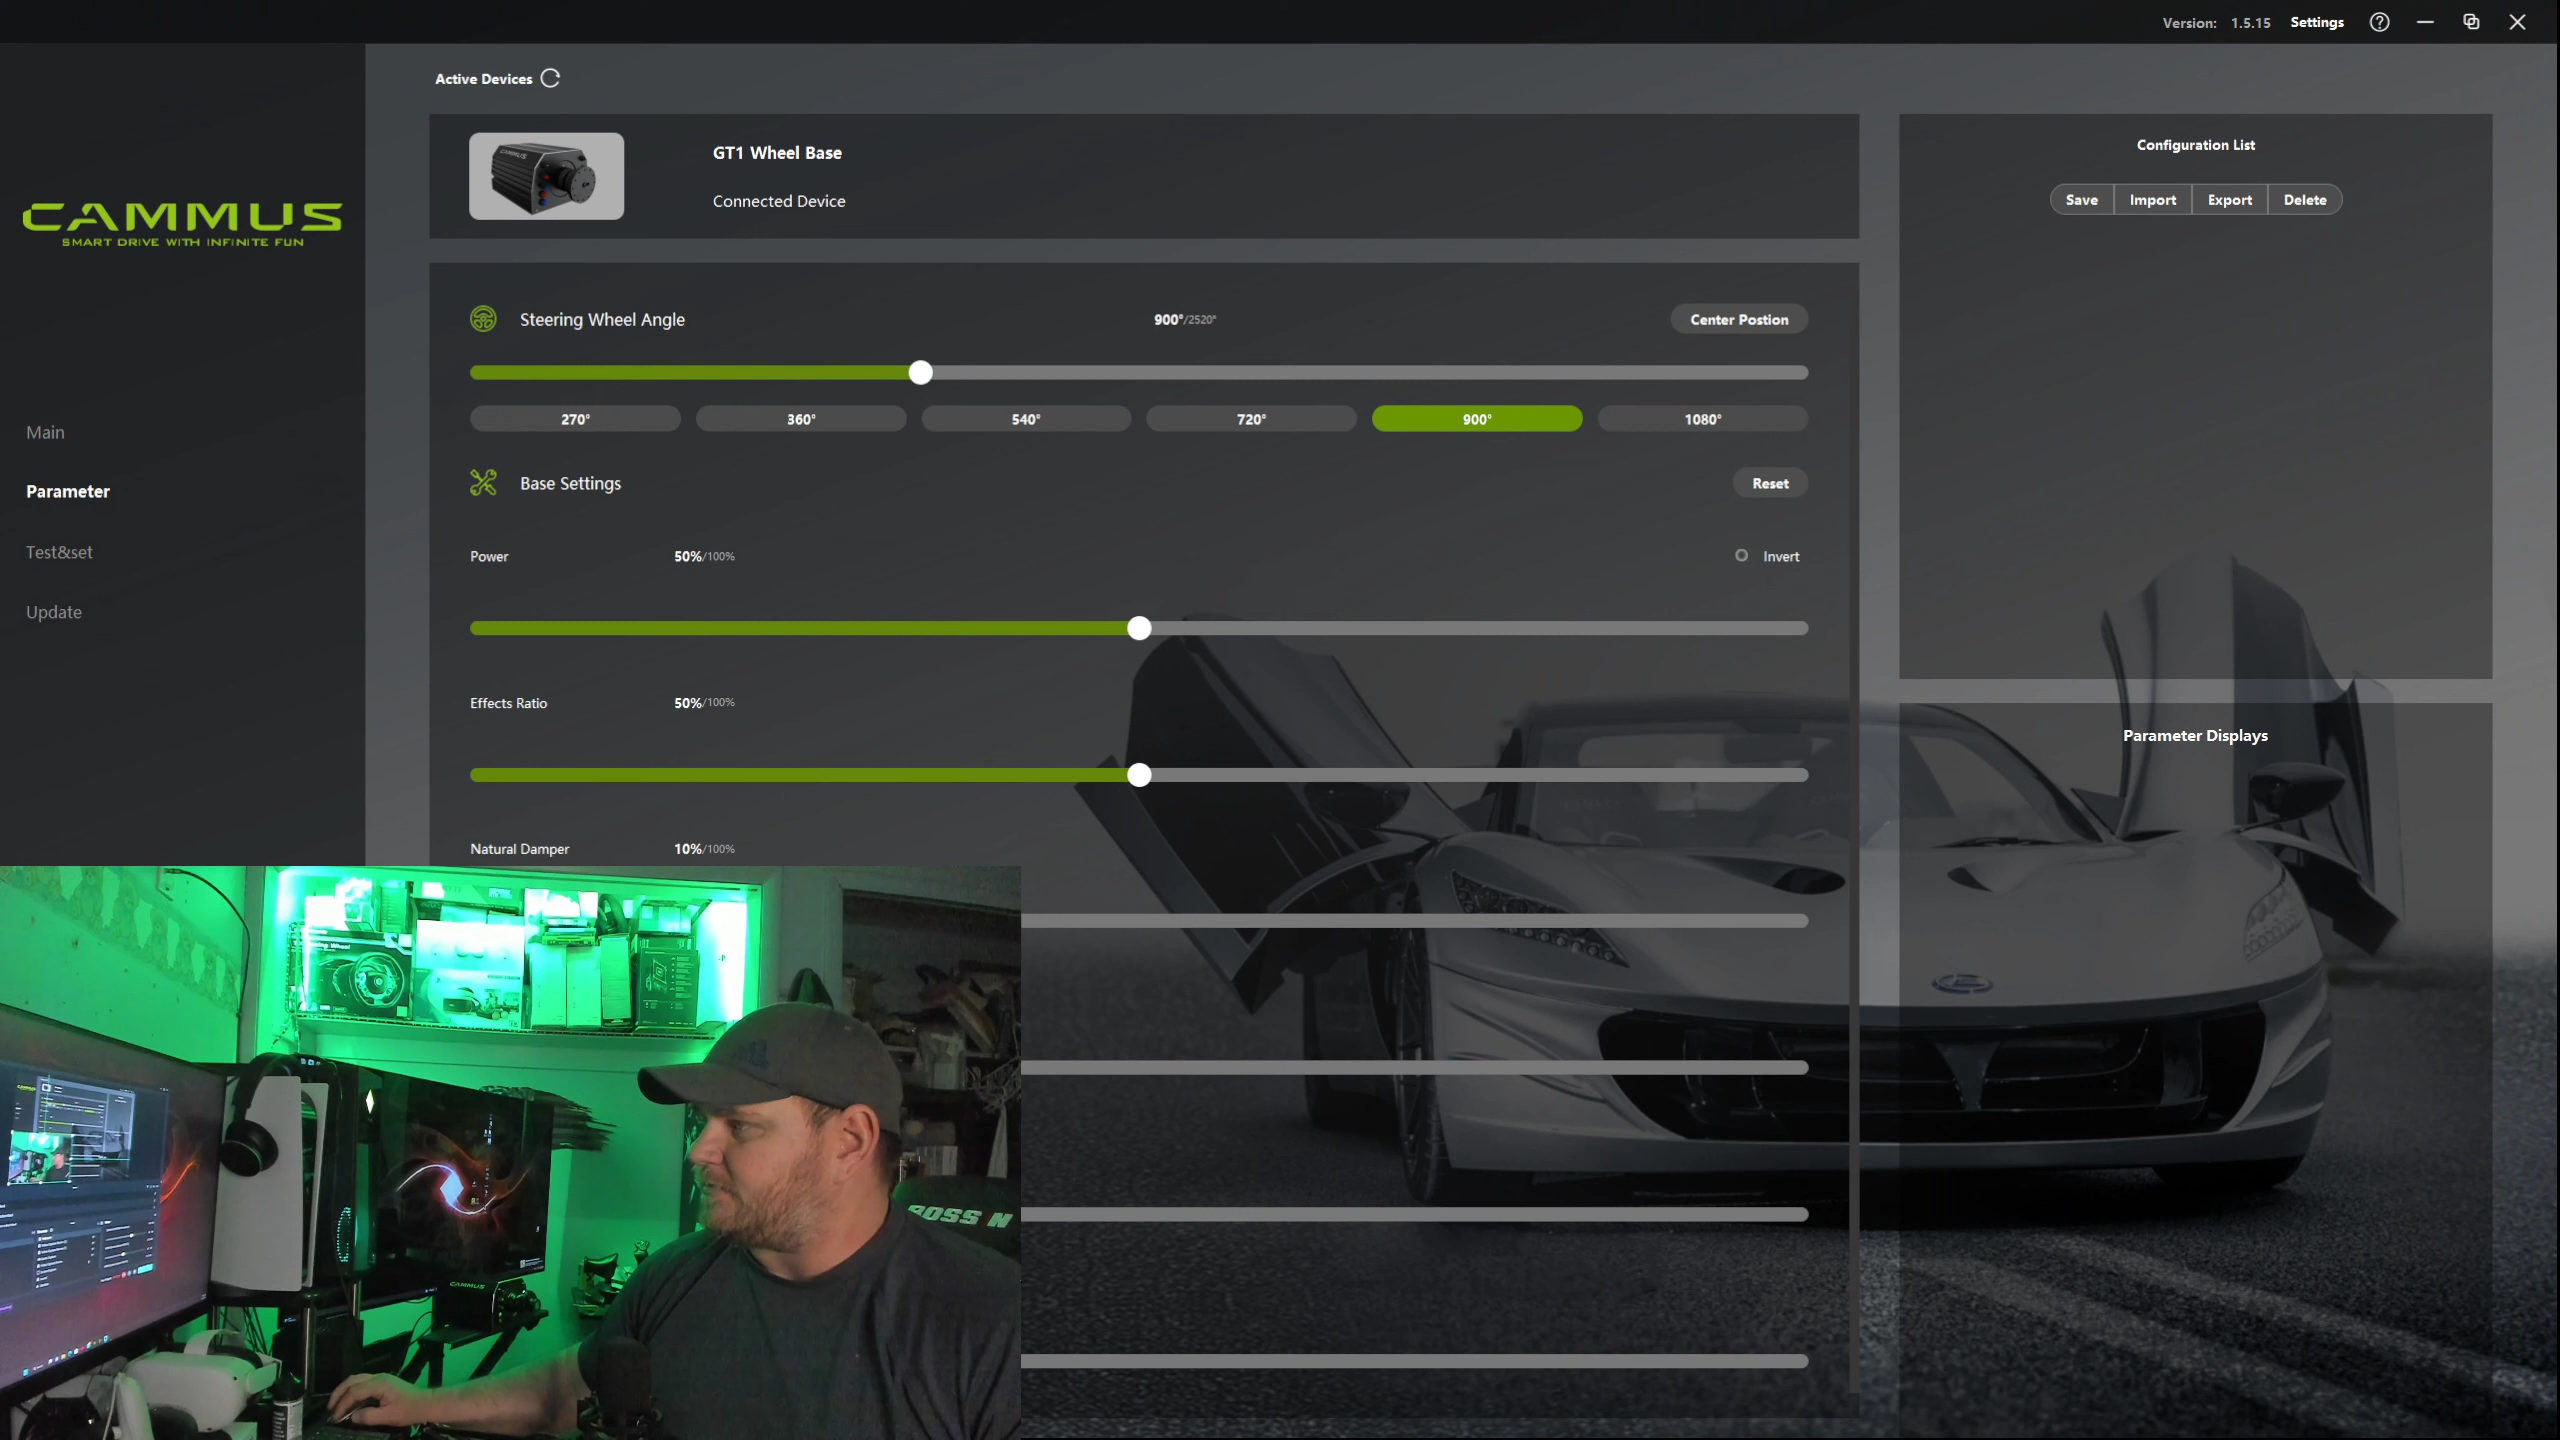 Version: 1.5.15 Settings
Active Devices
GT1 Wheel Base
Connected Device
Configuration List
Save Import Export Delete
CAMMUS
SMART DRIVE WITH INFINITE FUN
Main
Parameter
Test&set
Update
Steering Wheel Angle 900°/2520° Center Postion
270° 360° 540° 720° 900° 1080°
Base Settings Reset
Power 50%/100% Invert
Effects Ratio 50%/100%
Parameter Displays
Natural Damper 10%/100%
CAMMUS